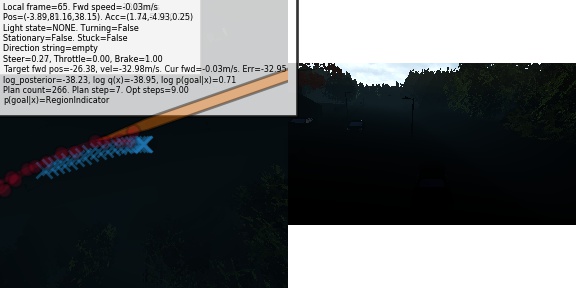 Local frame=65. Fwd speed=-0.03m/s
Pos=(-3.89,81.16,38.15). Acc=(1.74,-4.93,0.25)
Light state=NONE. Turning=False
Stationary=False. Stuck=False
Direction string=empty
Steer=0.27, Throttle=0.00, Brake=1.00
Target fwd pos=-26.38, vel=-32.98m/s. Cur fwd=-0.03m/s. Err=-32.95
log_posterior=-38.23, log q(x)=-38.95, log p(goal|x)=0.71
Plan count=266. Plan step=7. Opt steps=9.00
p(goal|x)=RegionIndicator